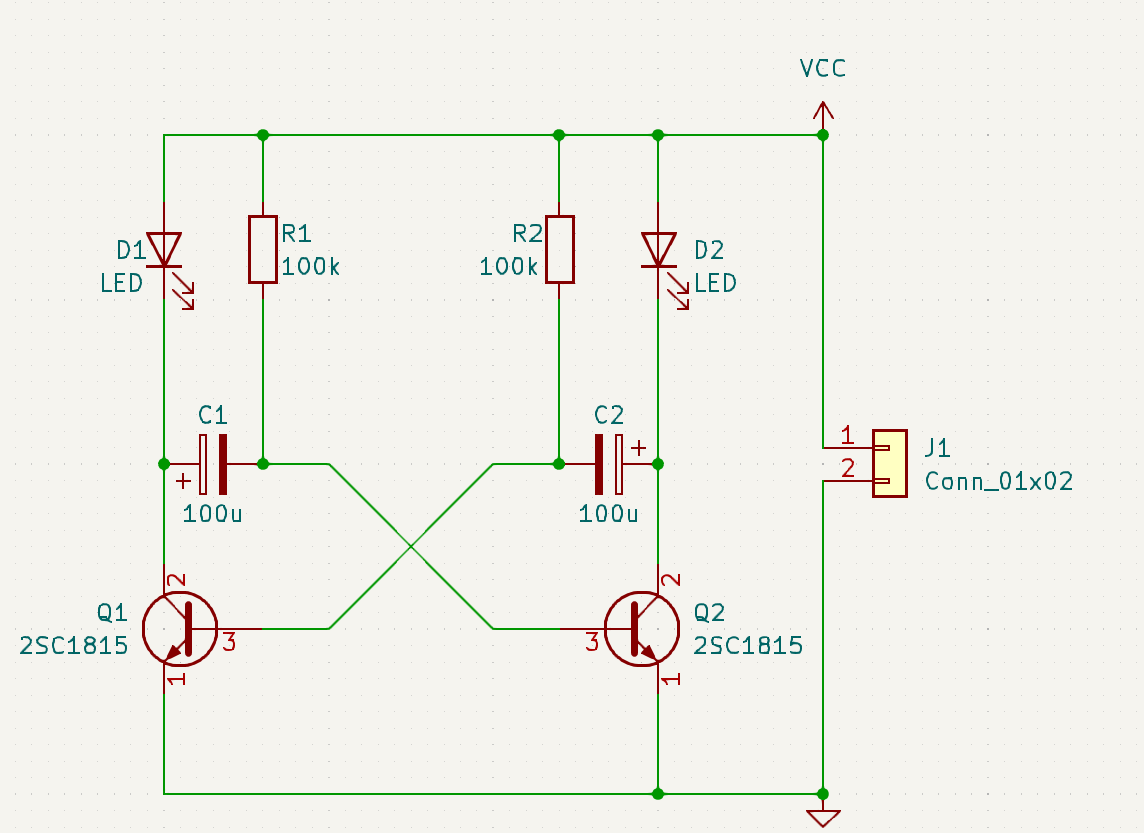 VCC
D1
LED
R1
100k
R2
100k
D2
LED
C1
+
100u
C2
+
100u
1
2
J1
Conn_01x02
Q1
2SC1815
2
3
1
Q2
2SC1815
2
3
1